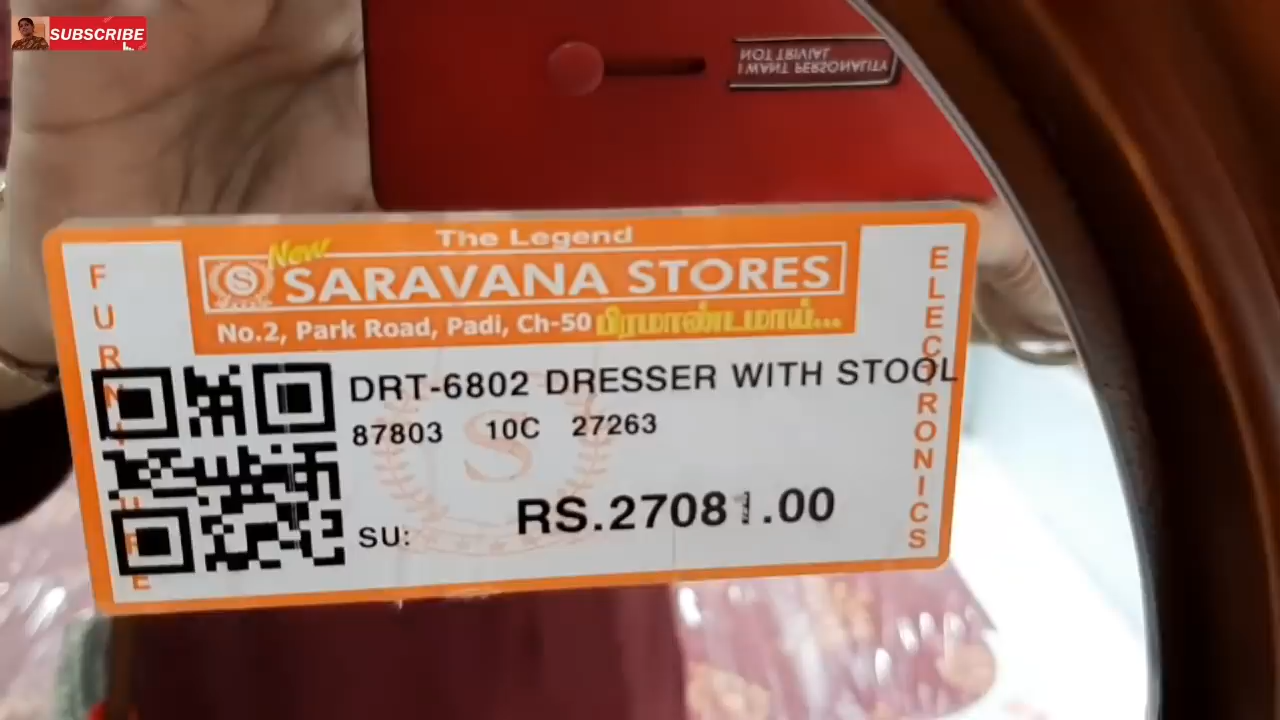 SUBSCRIBE
I WANT PERSONALITY
NOT TRIVIAL
The Legend
New
SARAVANA STORES
No.2, Park Road, Padi, Ch-50 பிரமாண்டமாய்...
FURNITURE
ELECTRONICS
DRT-6802 DRESSER WITH STOOL
87803 10C 27263
RS.27081.00
SU:
S
S